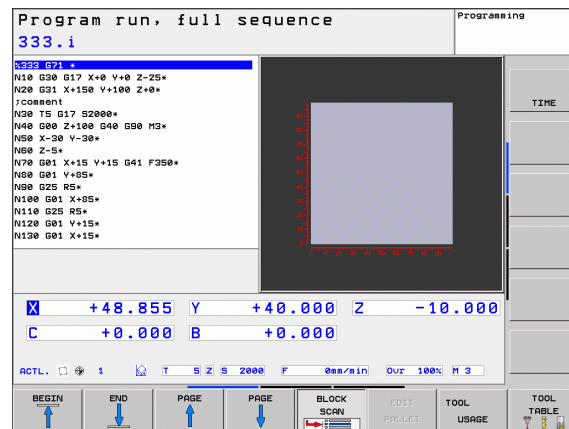 Program run, full sequence
Programming
333.i
%333 G71 *
N10 G30 G17 X+0 Y+0 Z-25*
N20 G31 X+150 Y+100 Z+0*
;comment
N30 T5 G17 S2000*
N40 G00 Z+100 G40 G90 M3*
N50 X-30 Y-30*
N60 Z-5*
N70 G01 X+15 Y+15 G41 F350*
N80 G01 Y+85*
N90 G25 R5*
N100 G01 X+85*
N110 G25 R5*
N120 G01 Y+15*
N130 G01 X+15*
TIME
X +48.855 Y +40.000 Z -10.000
C +0.000 B +0.000
ACTL. 1 T 5 Z S 2000 F 0mm/min Ovr 100% M 3
BEGIN
END
PAGE
PAGE
BLOCK SCAN
EDIT PALLET
TOOL USAGE
TOOL TABLE